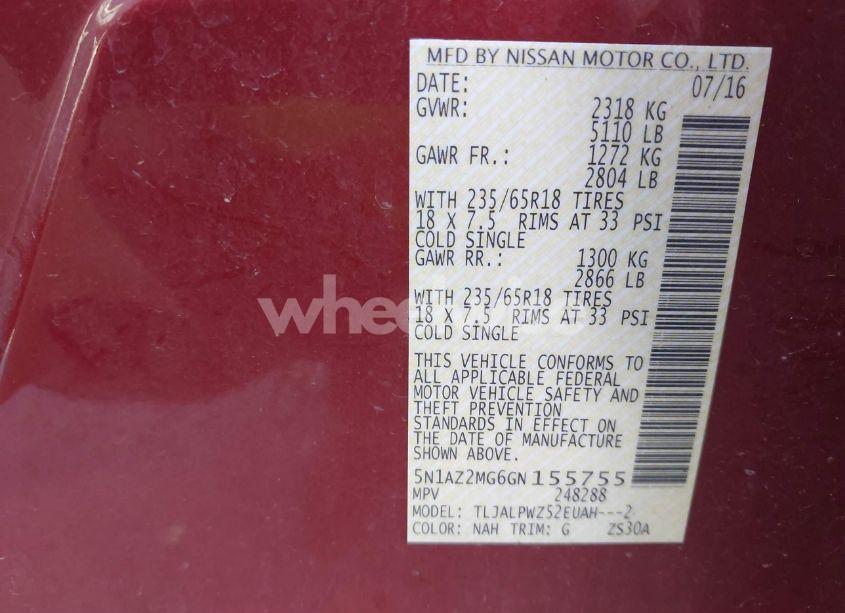 MFD BY NISSAN MOTOR CO., LTD.
DATE: 07/16
GVWR: 2318 KG
5110 LB
GAWR FR.: 1272 KG
2804 LB
WITH 235/65R18 TIRES
18 X 7.5 RIMS AT 33 PSI
COLD SINGLE
GAWR RR.: 1300 KG
2866 LB
WITH 235/65R18 TIRES
18 X 7.5 RIMS AT 33 PSI
COLD SINGLE
THIS VEHICLE CONFORMS TO
ALL APPLICABLE FEDERAL
MOTOR VEHICLE SAFETY AND
THEFT PREVENTION
STANDARDS IN EFFECT ON
THE DATE OF MANUFACTURE
SHOWN ABOVE.
5N1AZ2MG6GN155755
MPV 248288
MODEL: TLJALPWZ52EUAH---2
COLOR: NAH TRIM: G ZS30A